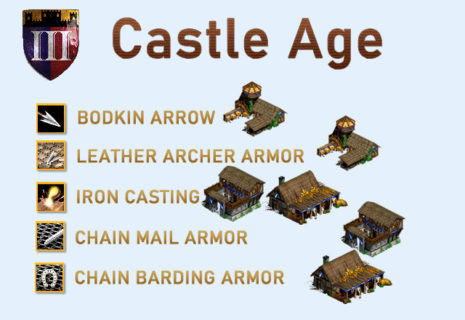 III
Castle Age
BODKIN ARROW
LEATHER ARCHER ARMOR
IRON CASTING
CHAIN MAIL ARMOR
CHAIN BARDING ARMOR